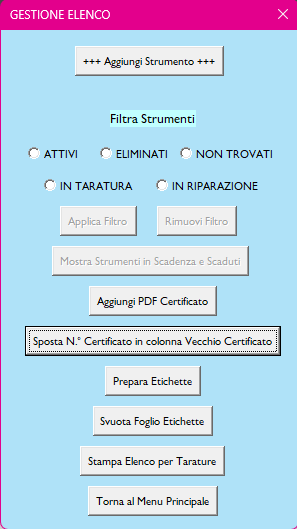 GESTIONE ELENCO
+++ Aggiungi Strumento +++
Filtra Strumenti
ATTIVI ELIMINATI NON TROVATI
IN TARATURA IN RIPARAZIONE
Applica Filtro Rimuovi Filtro
Mostra Strumenti in Scadenza e Scaduti
Aggiungi PDF Certificato
Sposta N.° Certificato in colonna Vecchio Certificato
Prepara Etichette
Svuota Foglio Etichette
Stampa Elenco per Tarature
Torna al Menu Principale